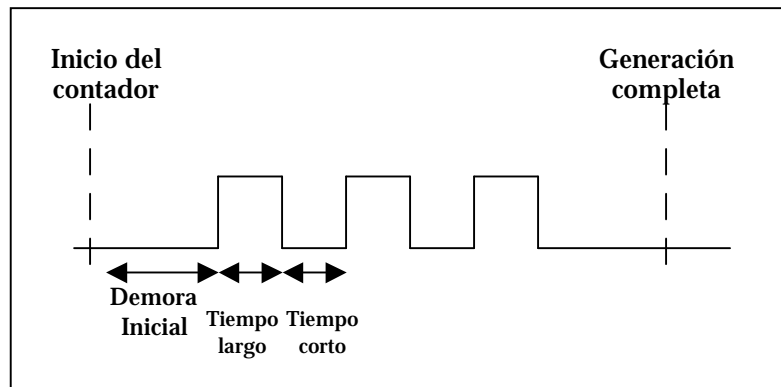 Inicio del
contador
Generación
completa
Demora
Inicial
Tiempo
largo
Tiempo
corto